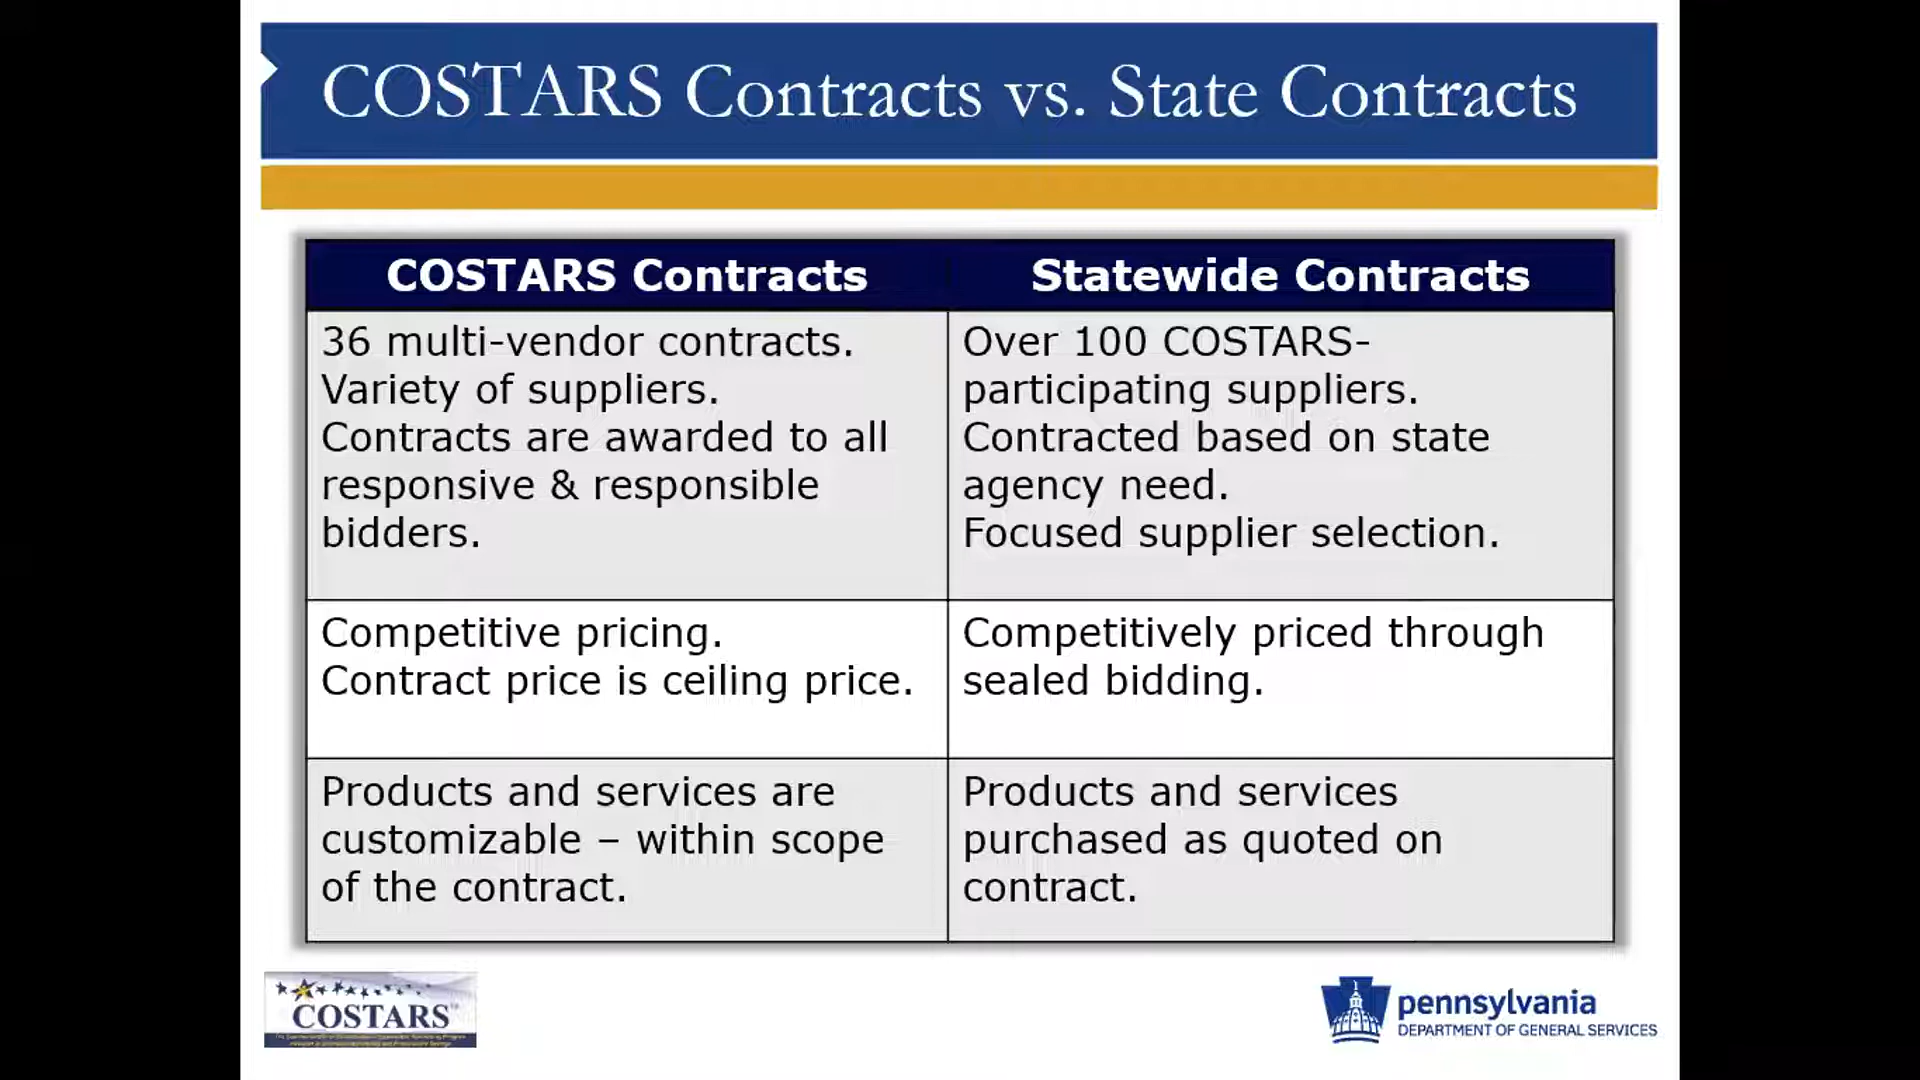 COSTARS Contracts vs. State Contracts
COSTARS Contracts
Statewide Contracts
36 multi-vendor contracts.
Variety of suppliers.
Contracts are awarded to all
responsive & responsible
bidders.
Over 100 COSTARS-
participating suppliers.
Contracted based on state
agency need.
Focused supplier selection.
Competitive pricing.
Contract price is ceiling price.
Competitively priced through
sealed bidding.
Products and services are
customizable – within scope
of the contract.
Products and services
purchased as quoted on
contract.
COSTARS
pennsylvania
DEPARTMENT OF GENERAL SERVICES